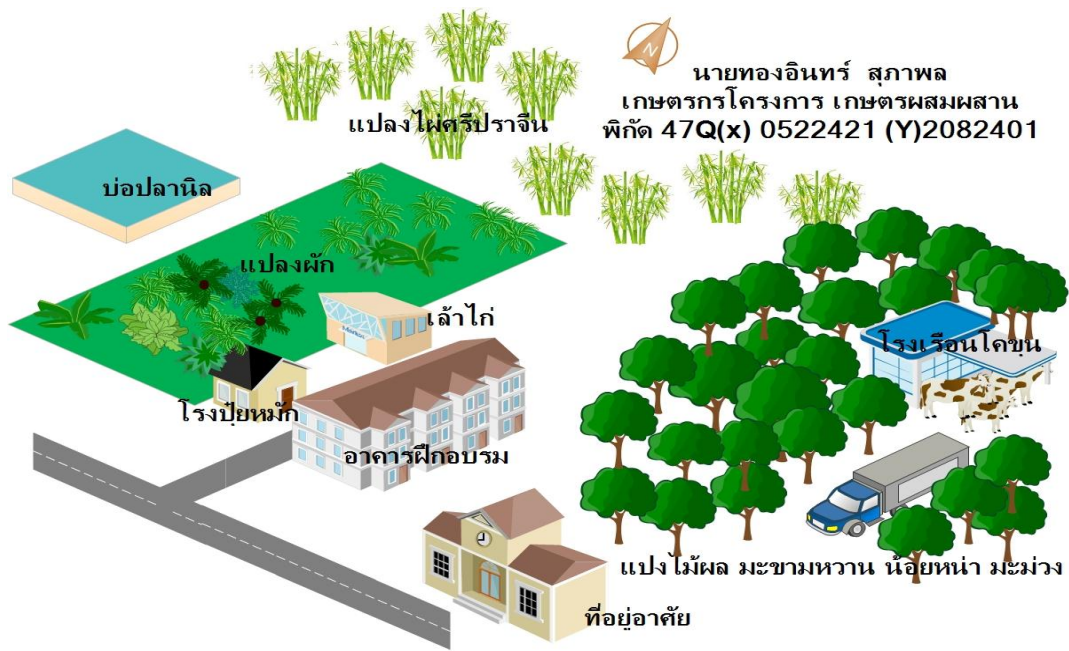 N
นายทองอินทร์ สุภาพล
เกษตรกรโครงการ เกษตรผสมผสาน
พิกัด 47Q(x) 0522421 (Y)2082401
แปลงไผ่ศรีปราจีน
บ่อปลานิล
แปลงผัก
เล้าไก่
โรงเรือนโคขุน
โรงปุ๋ยหมัก
อาคารฝึกอบรม
แปงไม้ผล มะขามหวาน น้อยหน่า มะม่วง
ที่อยู่อาศัย